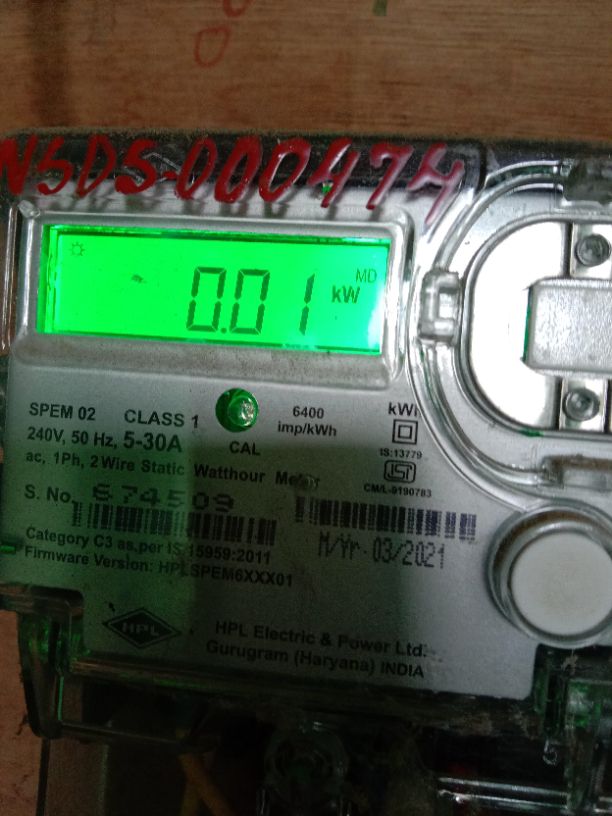 NSDS-000474
MD
0.01 kW
SPEM 02 CLASS 1
240V, 50 Hz, 5-30A
ac, 1Ph, 2 Wire Static Watthour Meter
CAL
6400
imp/kWh
IS:13779
CM/L-9190783
S. No. 674509
M/Yr-03/2021
Category C3 as per IS 15959:2011
Firmware Version: HPLSPEM6XXX01
HPL
HPL Electric & Power Ltd.
Gurugram (Haryana) INDIA